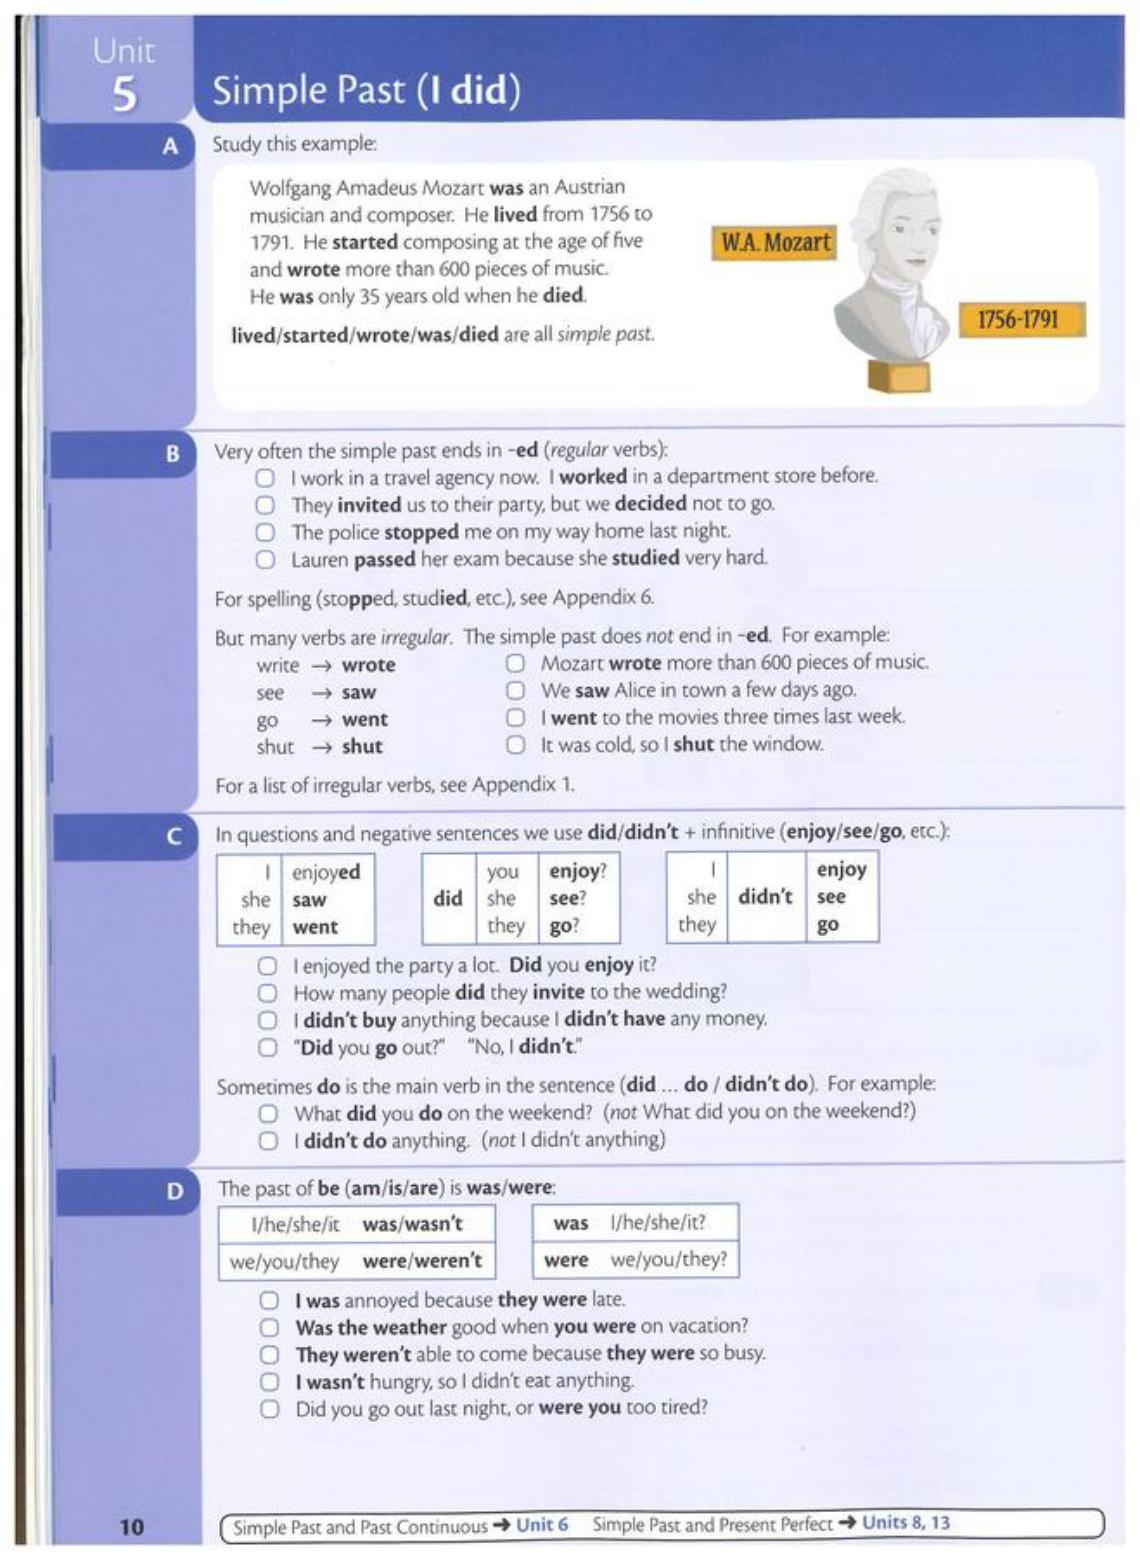 Unit
5
Simple Past (I did)
A
Study this example:
Wolfgang Amadeus Mozart was an Austrian
musician and composer. He lived from 1756 to
1791. He started composing at the age of five
and wrote more than 600 pieces of music.
He was only 35 years old when he died.
lived/started/wrote/was/died are all simple past.
W.A. Mozart
1756-1791
B
Very often the simple past ends in -ed (regular verbs):
I work in a travel agency now. I worked in a department store before.
They invited us to their party, but we decided not to go.
The police stopped me on my way home last night.
Lauren passed her exam because she studied very hard.
For spelling (stopped, studied, etc.), see Appendix 6.
But many verbs are irregular. The simple past does not end in -ed. For example:
write → wrote Mozart wrote more than 600 pieces of music.
see → saw We saw Alice in town a few days ago.
go → went I went to the movies three times last week.
shut → shut It was cold, so I shut the window.
For a list of irregular verbs, see Appendix 1.
C
In questions and negative sentences we use did/didn't + infinitive (enjoy/see/go, etc.):
I enjoyed you enjoy? I enjoy
she saw did she see? she didn't see
they went they go? they go
I enjoyed the party a lot. Did you enjoy it?
How many people did they invite to the wedding?
I didn't buy anything because I didn't have any money.
"Did you go out?" "No, I didn't."
Sometimes do is the main verb in the sentence (did ... do / didn't do). For example:
What did you do on the weekend? (not What did you on the weekend?)
I didn't do anything. (not I didn't anything)
D
The past of be (am/is/are) is was/were:
I/he/she/it was/wasn't was I/he/she/it?
we/you/they were/weren't were we/you/they?
I was annoyed because they were late.
Was the weather good when you were on vacation?
They weren't able to come because they were so busy.
I wasn't hungry, so I didn't eat anything.
Did you go out last night, or were you too tired?
10
Simple Past and Past Continuous → Unit 6 Simple Past and Present Perfect → Units 8, 13